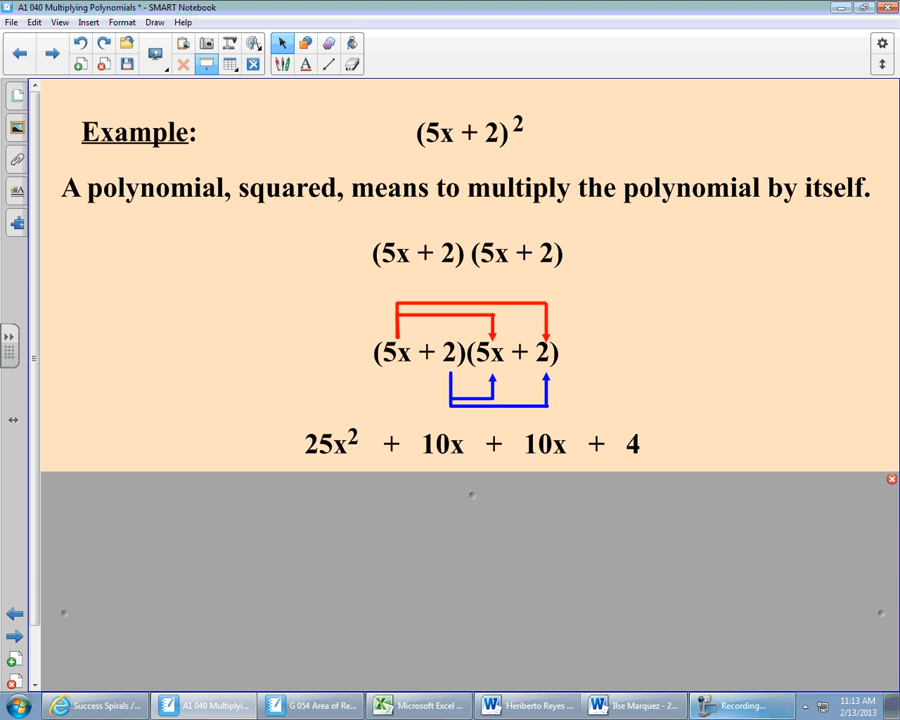 A1 040 Multiplying Polynomials * - SMART Notebook
File Edit View Insert Format Draw Help
Example: (5x + 2)²
A polynomial, squared, means to multiply the polynomial by itself.
(5x + 2) (5x + 2)
(5x + 2)(5x + 2)
25x² + 10x + 10x + 4
Success Spirals /... A1 040 Multiplyi... G 054 Area of Re... Microsoft Excel ... Heriberto Reyes ... Ilse Marquez - 2... Recording... 11:13 AM
2/13/2013